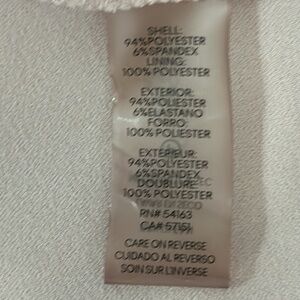 SHELL:
94%POLYESTER
6%SPANDEX
LINING:
100% POLYESTER
EXTERIOR:
94%POLIESTER
6%ELASTANO
FORRO:
100% POLIESTER
EXTÉRIEUR:
94%POLYESTER
6%SPANDEX
DOUBLURE:
100% POLYESTER
RN# 54163
CA# 57151
CARE ON REVERSE
CUIDADO AL REVERSO
SOIN SUR L'INVERSE